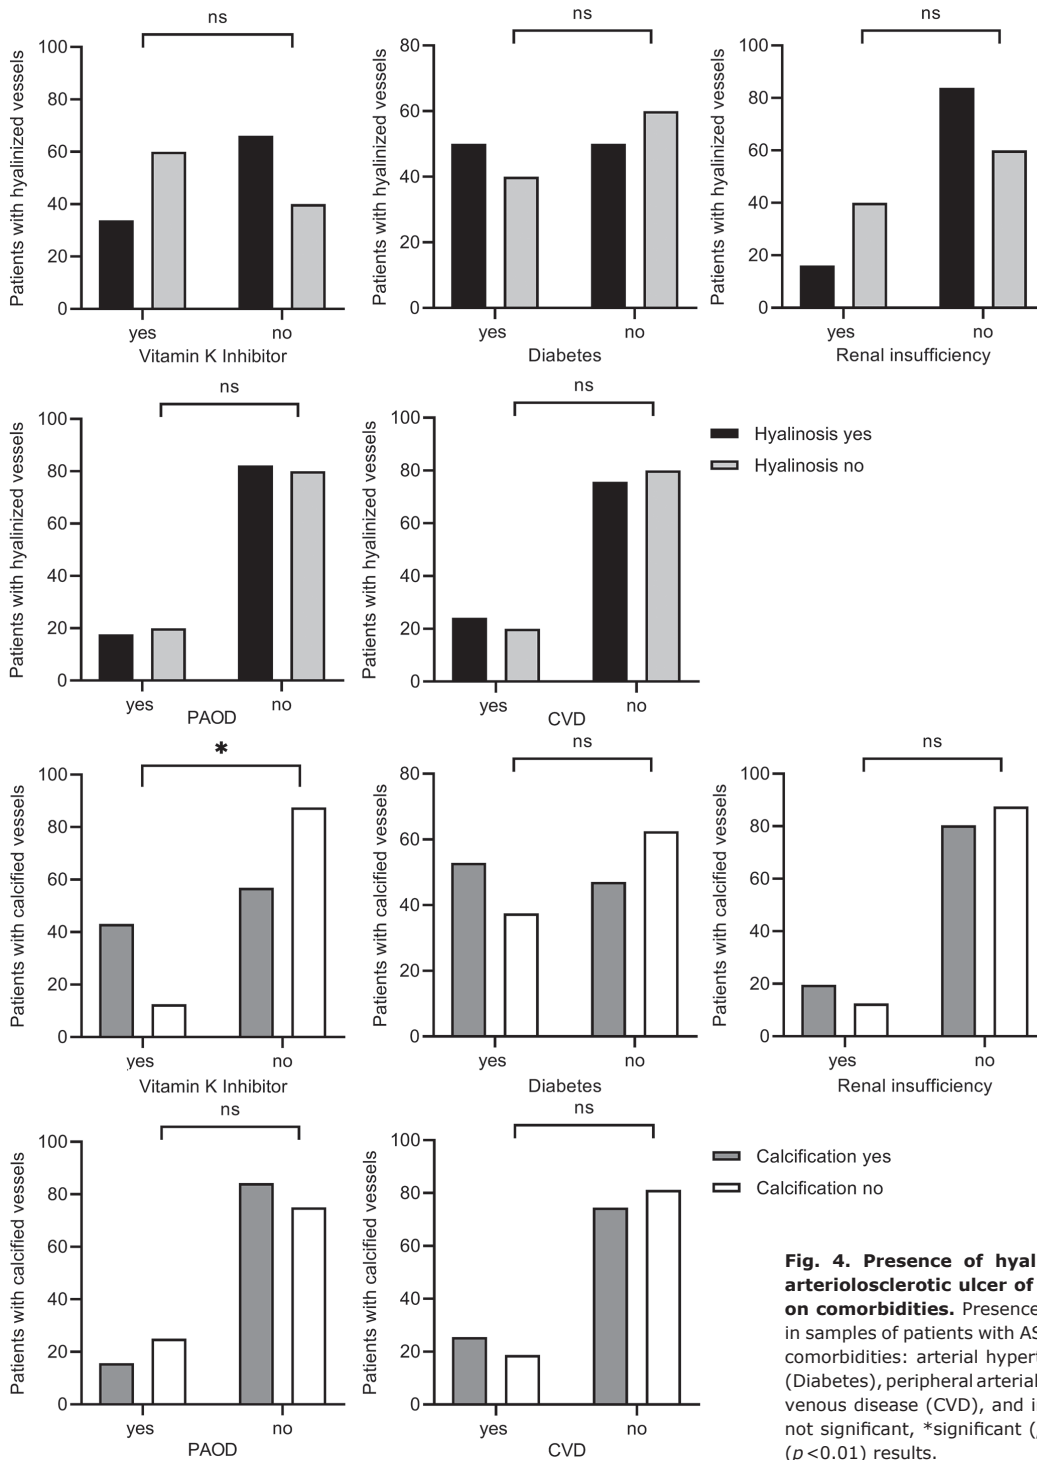 ns
100
80
60
40
20
0
Patients with hyalinized vessels
yes
no
Vitamin K Inhibitor
ns
80
60
40
20
0
Patients with hyalinized vessels
yes
no
Diabetes
ns
100
80
60
40
20
0
Patients with hyalinized vessels
yes
no
Renal insufficiency
ns
100
80
60
40
20
0
Patients with hyalinized vessels
yes
no
PAOD
ns
100
80
60
40
20
0
Patients with hyalinized vessels
yes
no
CVD
Hyalinosis yes
Hyalinosis no
*
100
80
60
40
20
0
Patients with calcified vessels
yes
no
Vitamin K Inhibitor
ns
80
60
40
20
0
Patients with calcified vessels
yes
no
Diabetes
ns
100
80
60
40
20
0
Patients with calcified vessels
yes
no
Renal insufficiency
ns
100
80
60
40
20
0
Patients with calcified vessels
yes
no
PAOD
ns
100
80
60
40
20
0
Patients with calcified vessels
yes
no
CVD
Calcification yes
Calcification no
Fig. 4. Presence of hyal
arteriolosclerotic ulcer of
on comorbidities. Presence
in samples of patients with AS
comorbidities: arterial hypert
(Diabetes), peripheral arterial
venous disease (CVD), and i
not significant, *significant (
(p<0.01) results.